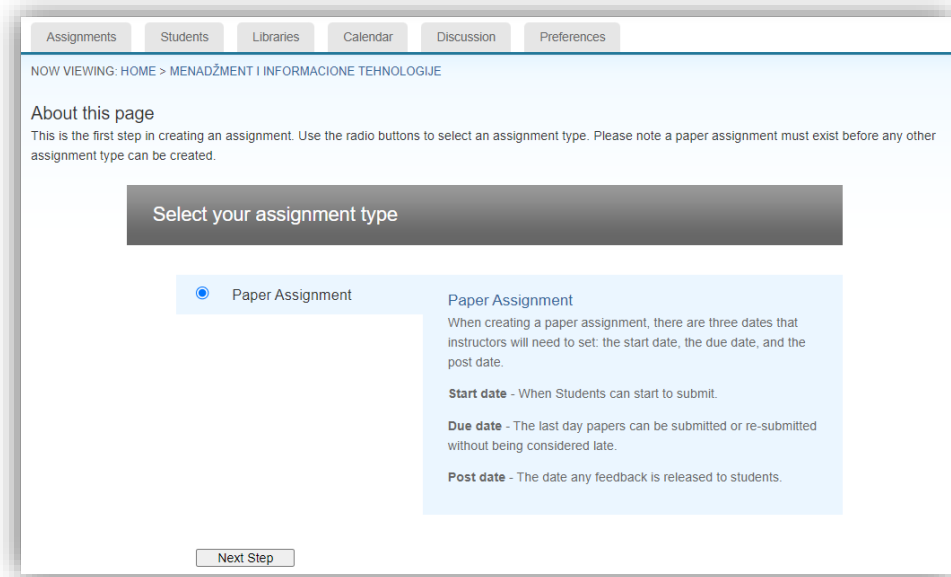 Assignments Students Libraries Calendar Discussion Preferences
NOW VIEWING: HOME > MENADŽMENT I INFORMACIONE TEHNOLOGIJE
About this page
This is the first step in creating an assignment. Use the radio buttons to select an assignment type. Please note a paper assignment must exist before any other
assignment type can be created.
Select your assignment type
Paper Assignment
Paper Assignment
When creating a paper assignment, there are three dates that
instructors will need to set: the start date, the due date, and the
post date.
Start date - When Students can start to submit.
Due date - The last day papers can be submitted or re-submitted
without being considered late.
Post date - The date any feedback is released to students.
Next Step